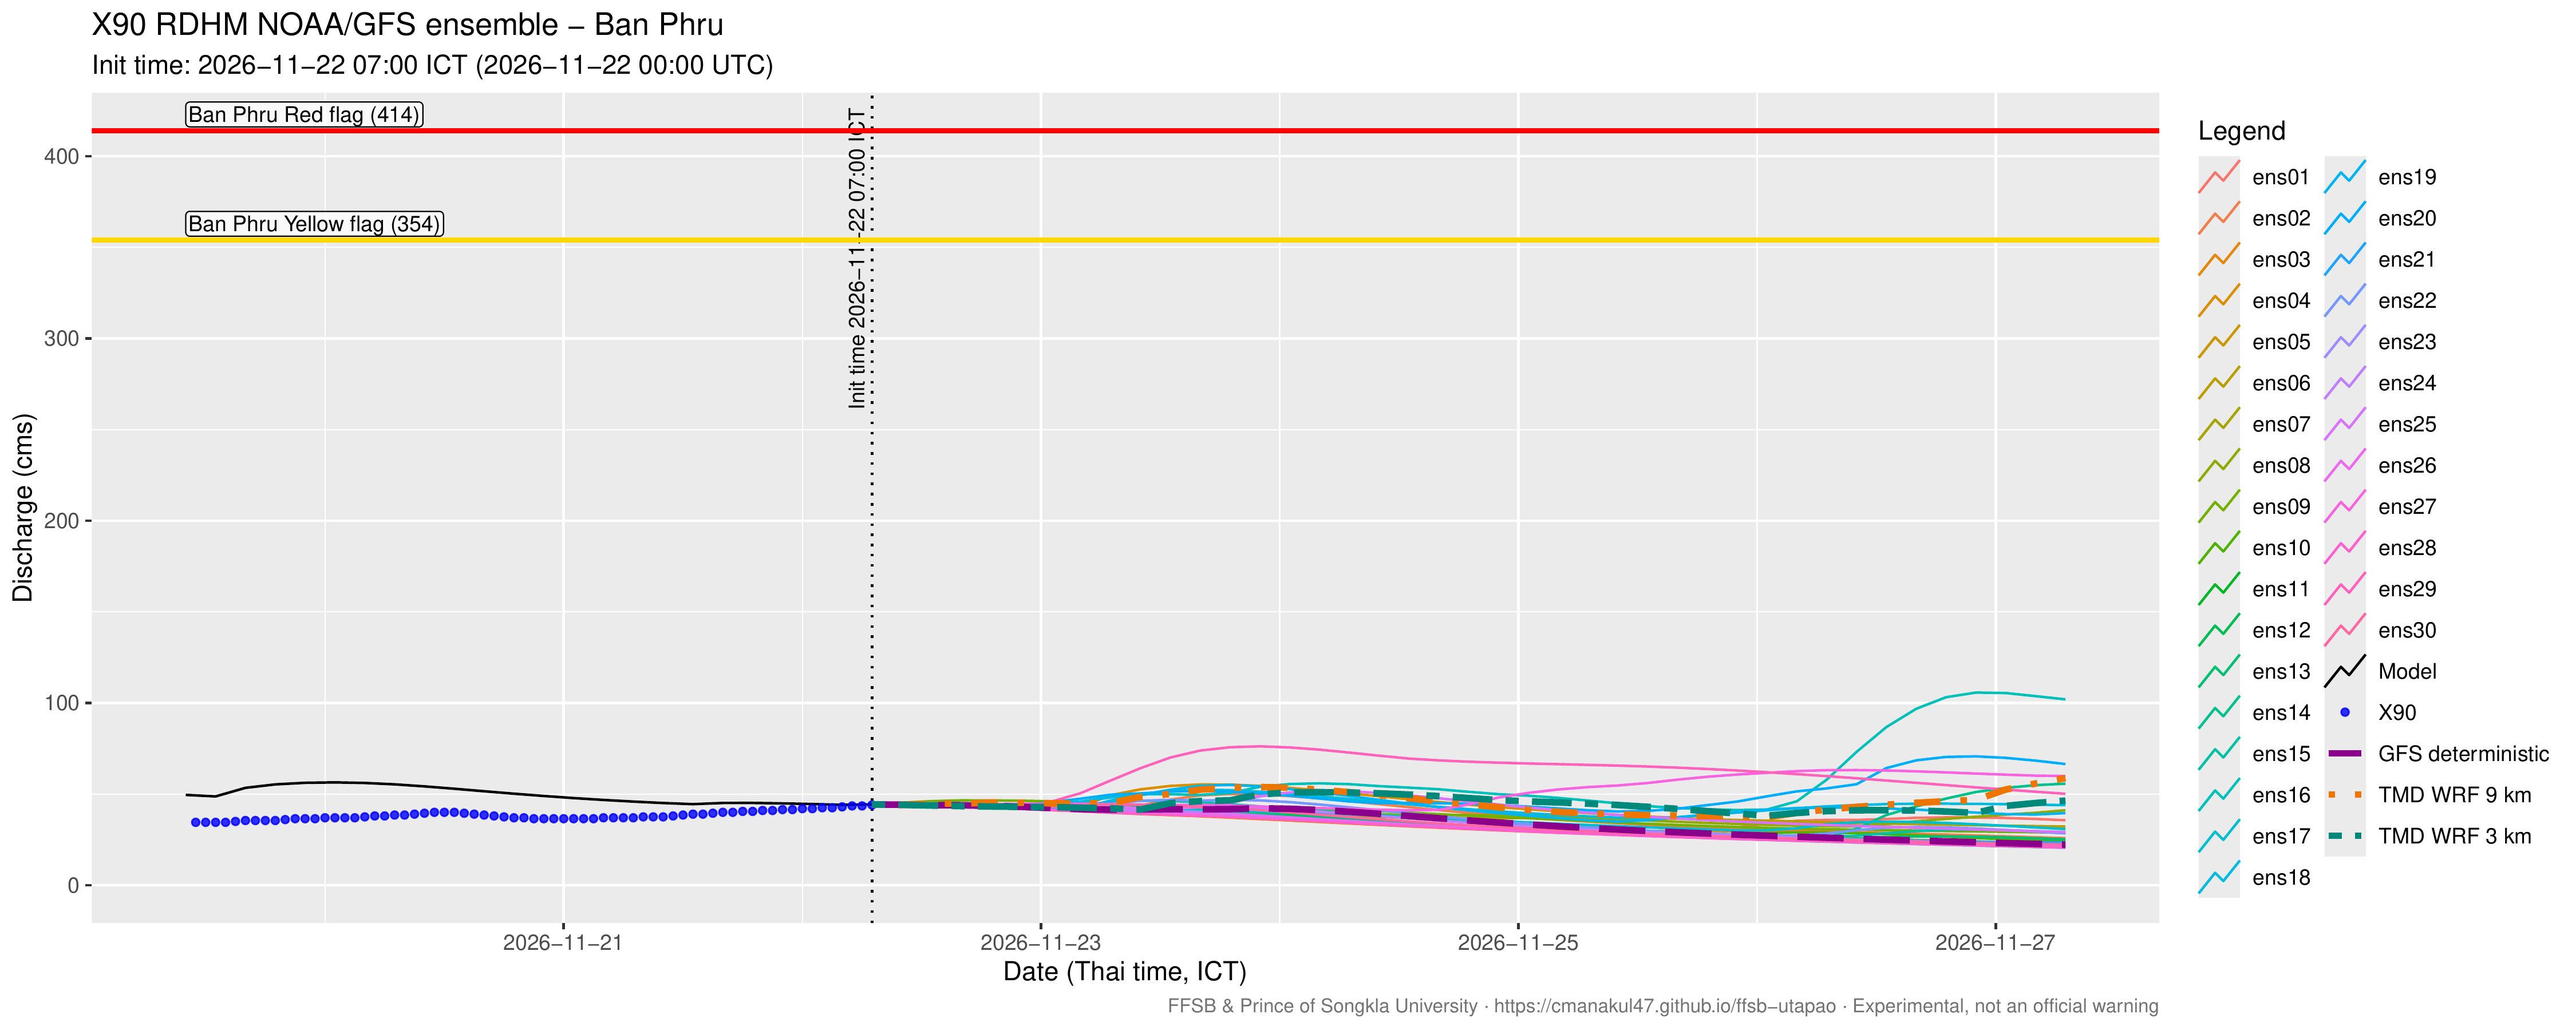 X90 RDHM NOAA/GFS ensemble – Ban Phru
Init time: 2026–11–22 07:00 ICT (2026–11–22 00:00 UTC)
Ban Phru Red flag (414)
Ban Phru Yellow flag (354)
Init time 2026–11–22 07:00 ICT
Discharge (cms)
400
300
200
100
0
2026–11–21
2026–11–23
2026–11–25
2026–11–27
Date (Thai time, ICT)
Legend
ens01
ens02
ens03
ens04
ens05
ens06
ens07
ens08
ens09
ens10
ens11
ens12
ens13
ens14
ens15
ens16
ens17
ens18
ens19
ens20
ens21
ens22
ens23
ens24
ens25
ens26
ens27
ens28
ens29
ens30
Model
X90
GFS deterministic
TMD WRF 9 km
TMD WRF 3 km
FFSB & Prince of Songkla University · https://cmanakul47.github.io/ffsb–utapao · Experimental, not an official warning